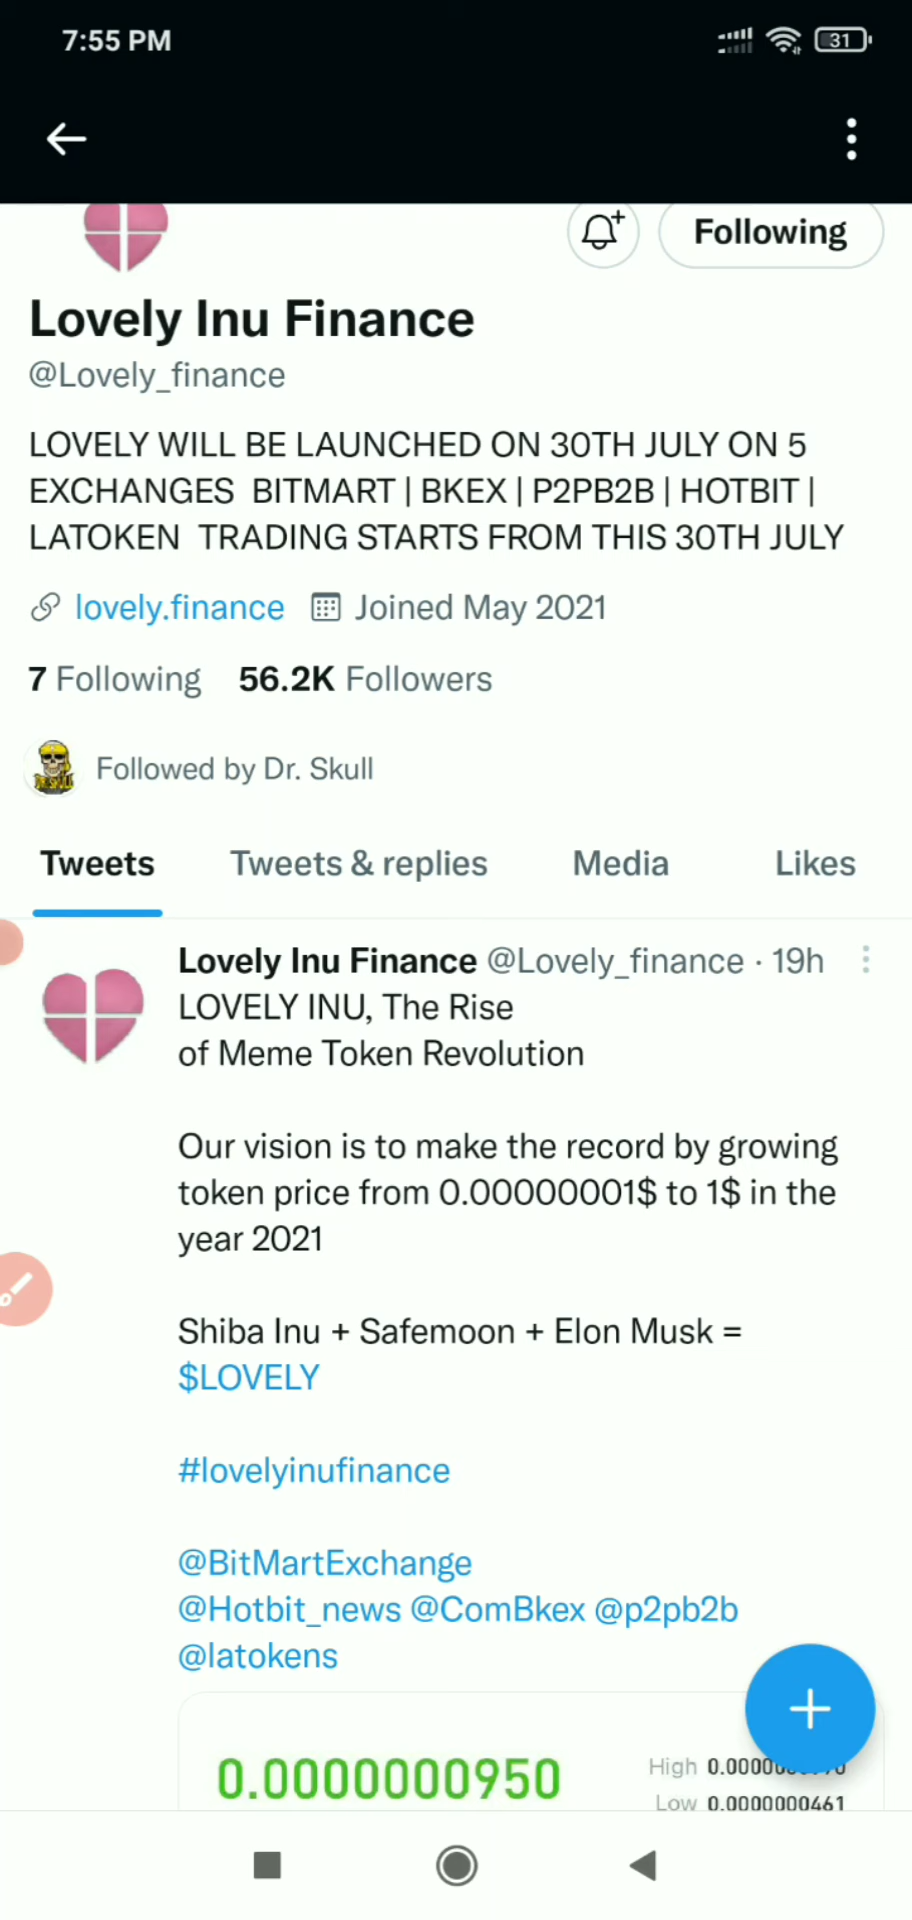 7:55 PM
31
Following
Lovely Inu Finance
@Lovely_finance
LOVELY WILL BE LAUNCHED ON 30TH JULY ON 5
EXCHANGES BITMART | BKEX | P2PB2B | HOTBIT |
LATOKEN TRADING STARTS FROM THIS 30TH JULY
lovely.finance Joined May 2021
7 Following 56.2K Followers
Followed by Dr. Skull
Tweets Tweets & replies Media Likes
Lovely Inu Finance @Lovely_finance · 19h
LOVELY INU, The Rise
of Meme Token Revolution
Our vision is to make the record by growing
token price from 0.00000001$ to 1$ in the
year 2021
Shiba Inu + Safemoon + Elon Musk =
$LOVELY
#lovelyinufinance
@BitMartExchange
@Hotbit_news @ComBkex @p2pb2b
@latokens
0.0000000950
High
Low 0.0000000461